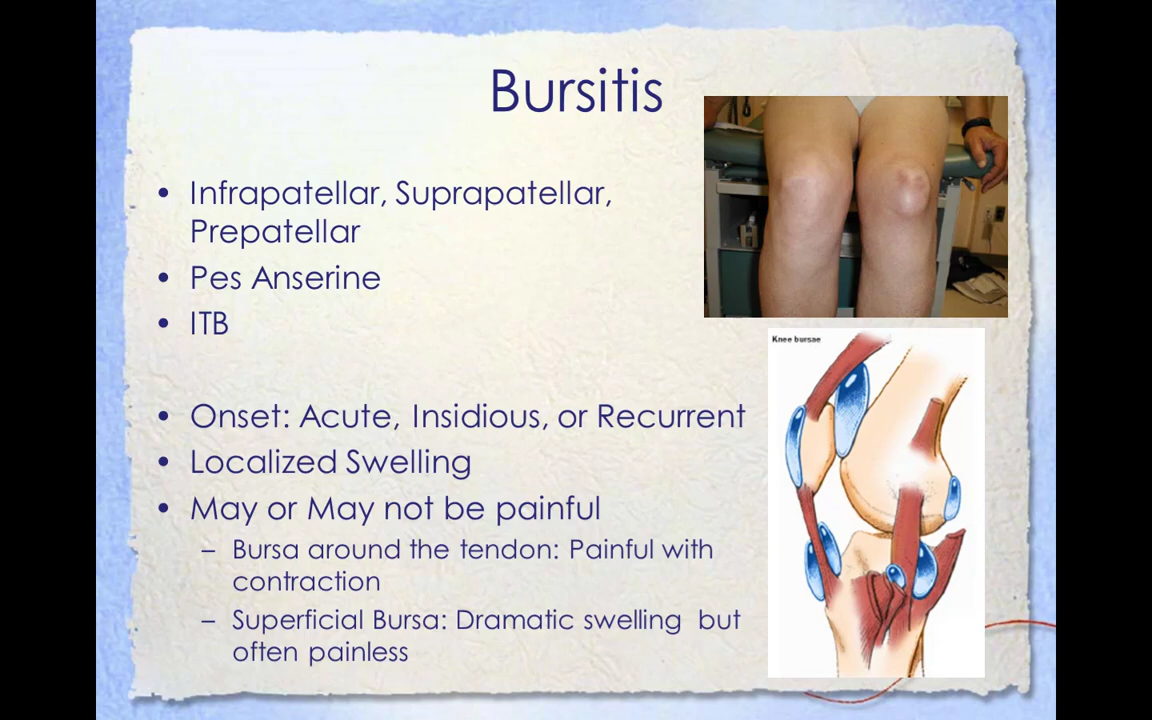 Bursitis
• Infrapatellar, Suprapatellar,
Prepatellar
• Pes Anserine
• ITB
• Onset: Acute, Insidious, or Recurrent
• Localized Swelling
• May or May not be painful
– Bursa around the tendon: Painful with
contraction
– Superficial Bursa: Dramatic swelling but
often painless
Knee bursae